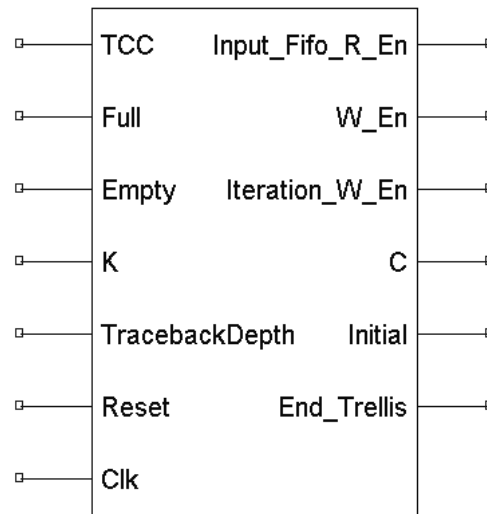 TCC Input_Fifo_R_En
Full W_En
Empty Iteration_W_En
K C
TracebackDepth Initial
Reset End_Trellis
Clk